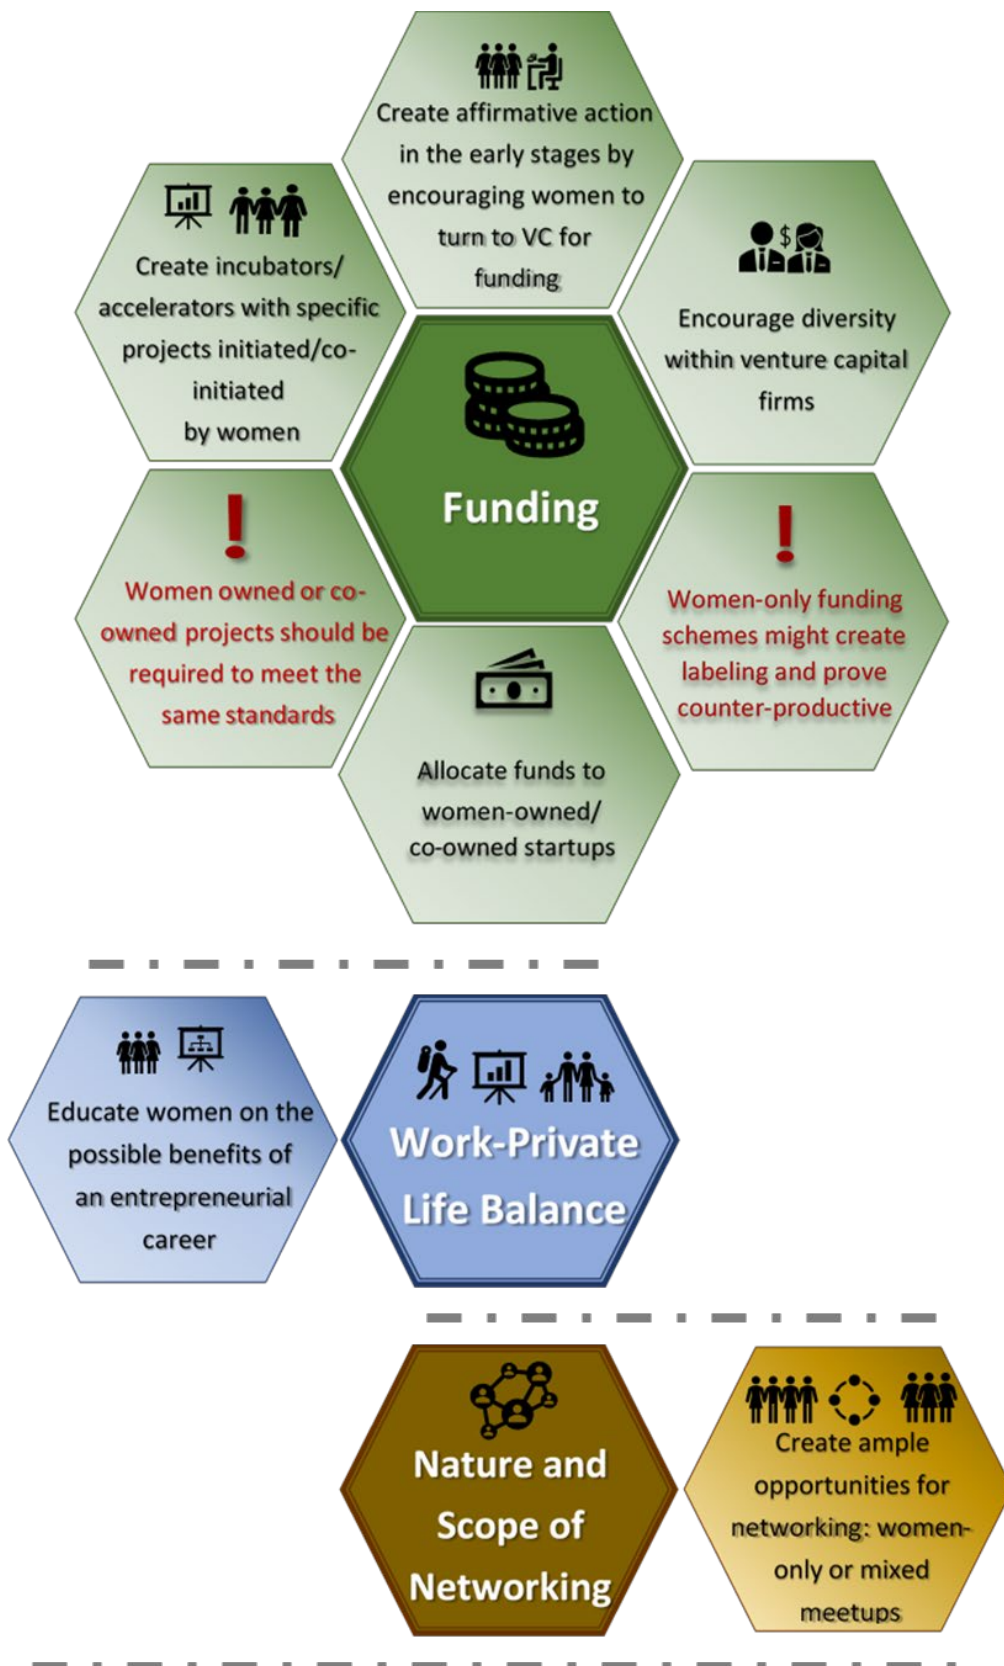 Create affirmative action
in the early stages by
encouraging women to
turn to VC for
funding
Create incubators/
accelerators with specific
projects initiated/co-
initiated
by women
$
Encourage diversity
within venture capital
firms
Funding
!
Women owned or co-
owned projects should be
required to meet the
same standards
!
Women-only funding
schemes might create
labeling and prove
counter-productive
Allocate funds to
women-owned/
co-owned startups
Educate women on the
possible benefits of
an entrepreneurial
career
Work-Private
Life Balance
Nature and
Scope of
Networking
Create ample
opportunities for
networking: women-
only or mixed
meetups